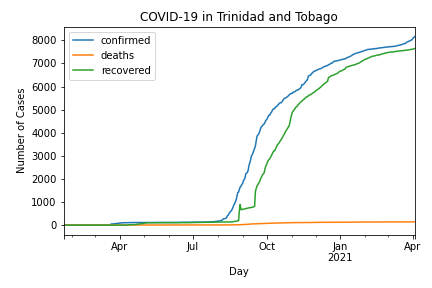 COVID-19 in Trinidad and Tobago
confirmed
deaths
recovered
8000
7000
6000
5000
4000
3000
2000
1000
0
Number of Cases
Apr
Jul
Oct
Jan
2021
Apr
Day